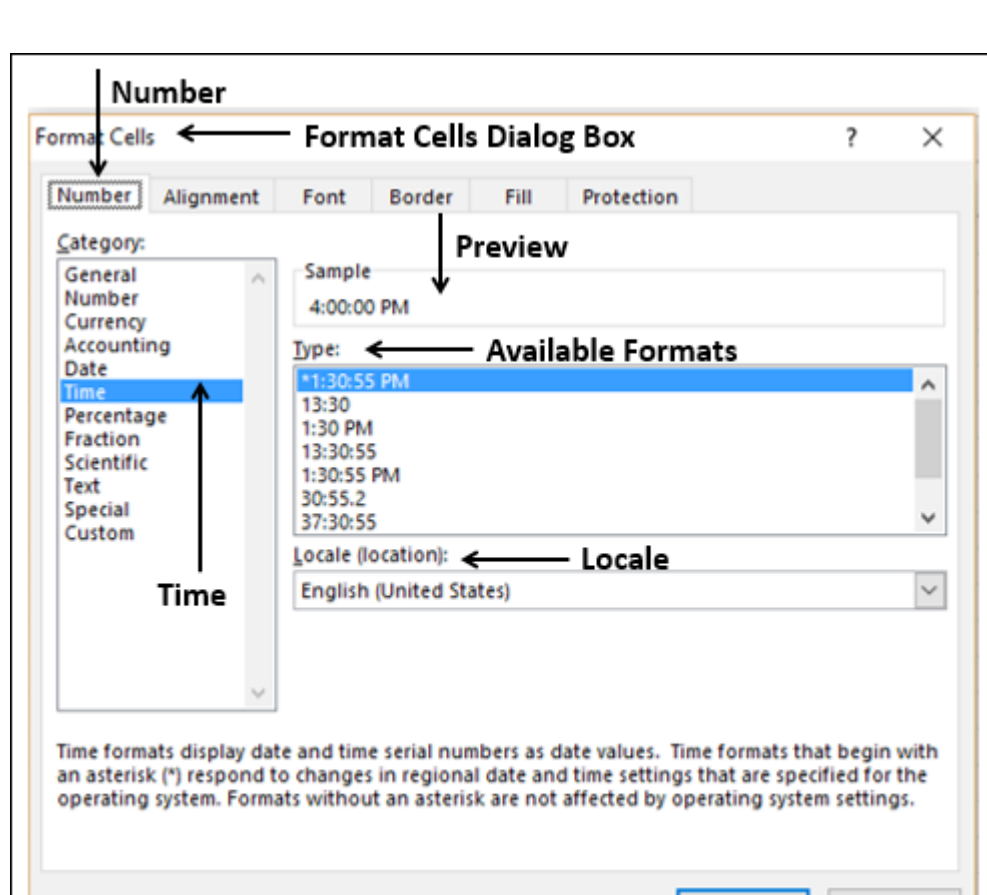 Number
Format Cells Format Cells Dialog Box ?
Number Alignment Font Border Fill Protection
Category:
Preview
General
Number
Currency
Accounting
Date
Time
Percentage
Fraction
Scientific
Text
Special
Custom
Time
Sample
4:00:00 PM
Type: Available Formats
*1:30:55 PM
13:30
1:30 PM
13:30:55
1:30:55 PM
30:55.2
37:30:55
Locale (location): Locale
English (United States)
Time formats display date and time serial numbers as date values. Time formats that begin with
an asterisk (*) respond to changes in regional date and time settings that are specified for the
operating system. Formats without an asterisk are not affected by operating system settings.